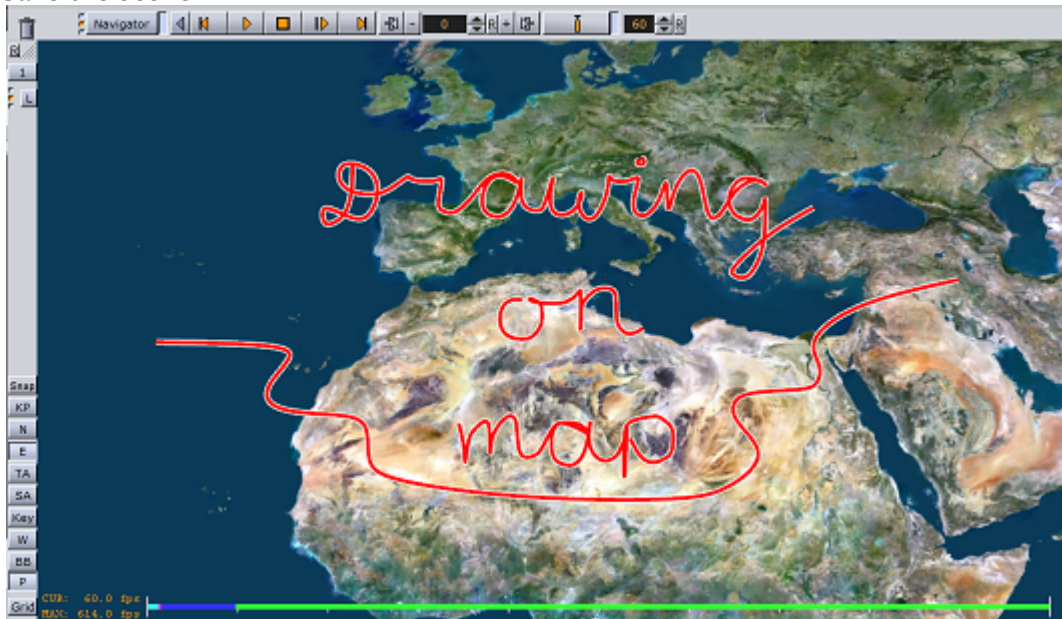 Navigator
0
R
60
R
R
1
L
Drawing
on
map
Snap
KP
N
E
TA
SA
Key
W
BB
P
Grid
CUR: 60.0 fps
MAX: 614.0 fps